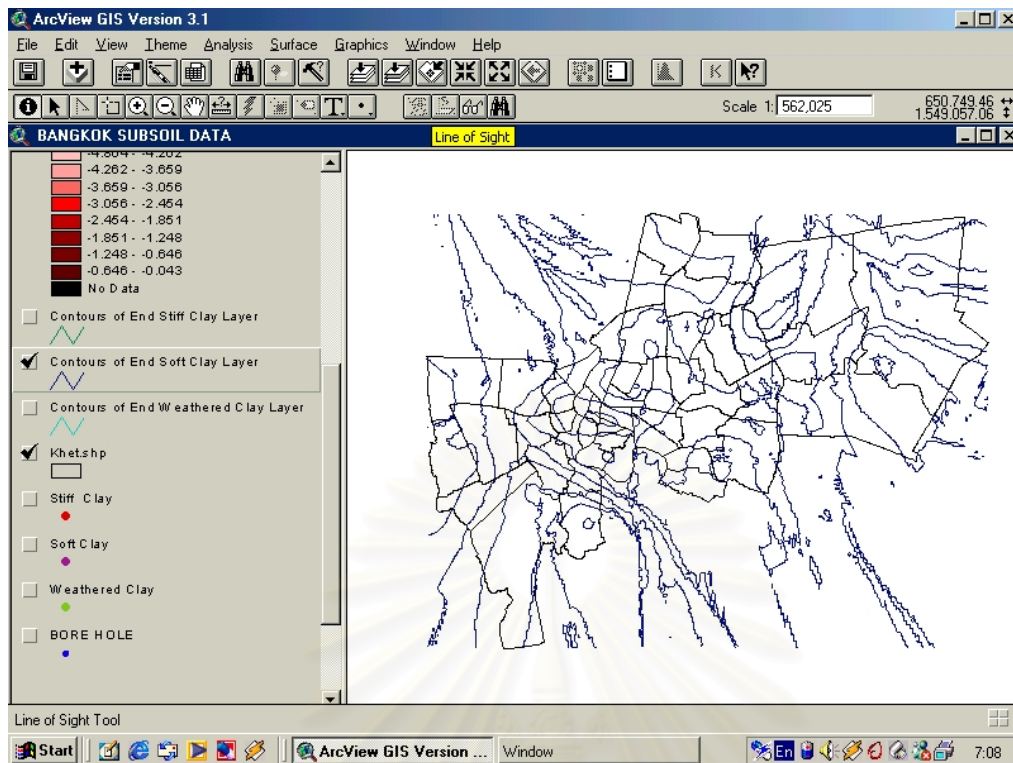 ArcView GIS Version 3.1
File Edit View Theme Analysis Surface Graphics Window Help
Scale 1: 562,025
650.749.46
1.549.057.06
BANGKOK SUBSOIL DATA
Line of Sight
-4.864 - -4.262
-4.262 - -3.659
-3.659 - -3.056
-3.056 - -2.454
-2.454 - -1.851
-1.851 - -1.248
-1.248 - -0.646
-0.646 - -0.043
No Data
Contours of End Stiff Clay Layer
Contours of End Soft Clay Layer
Contours of End Weathered Clay Layer
Khet.shp
Stiff Clay
Soft Clay
Weathered Clay
BORE HOLE
Line of Sight Tool
Start
ArcView GIS Version ...
Window
En
7:08